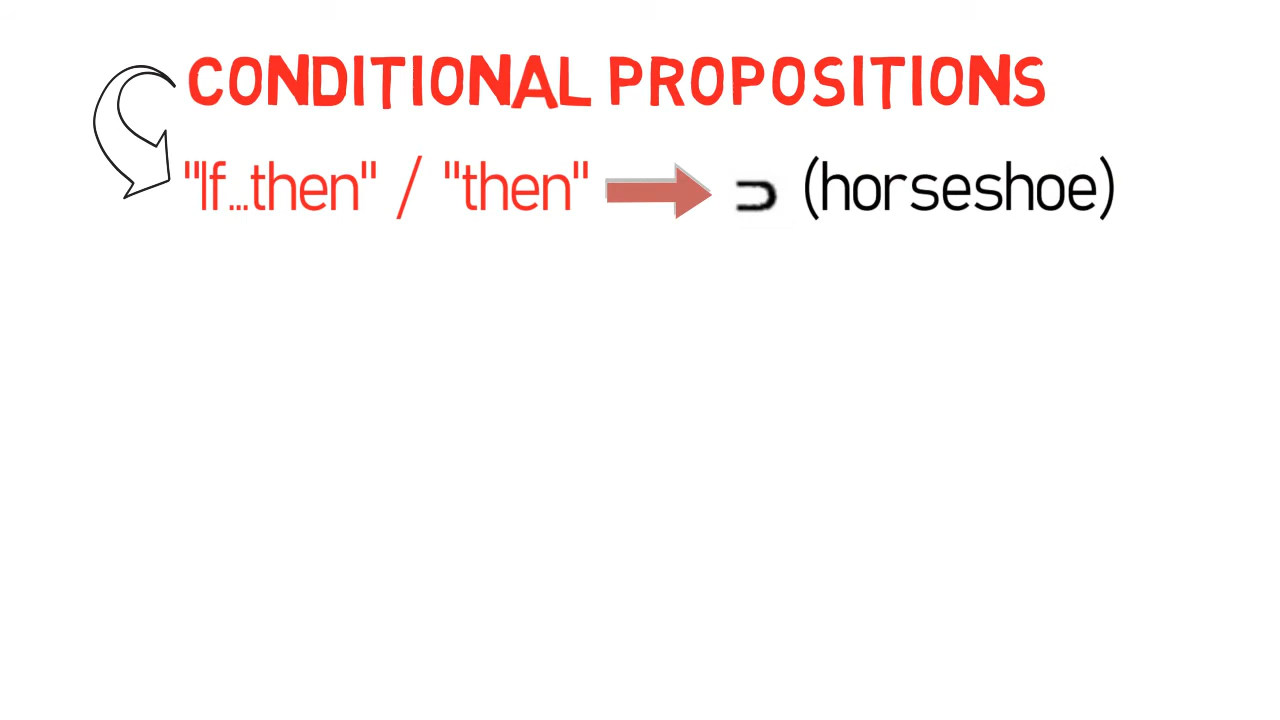 CONDITIONAL PROPOSITIONS
"If...then" / "then" ⊃ (horseshoe)